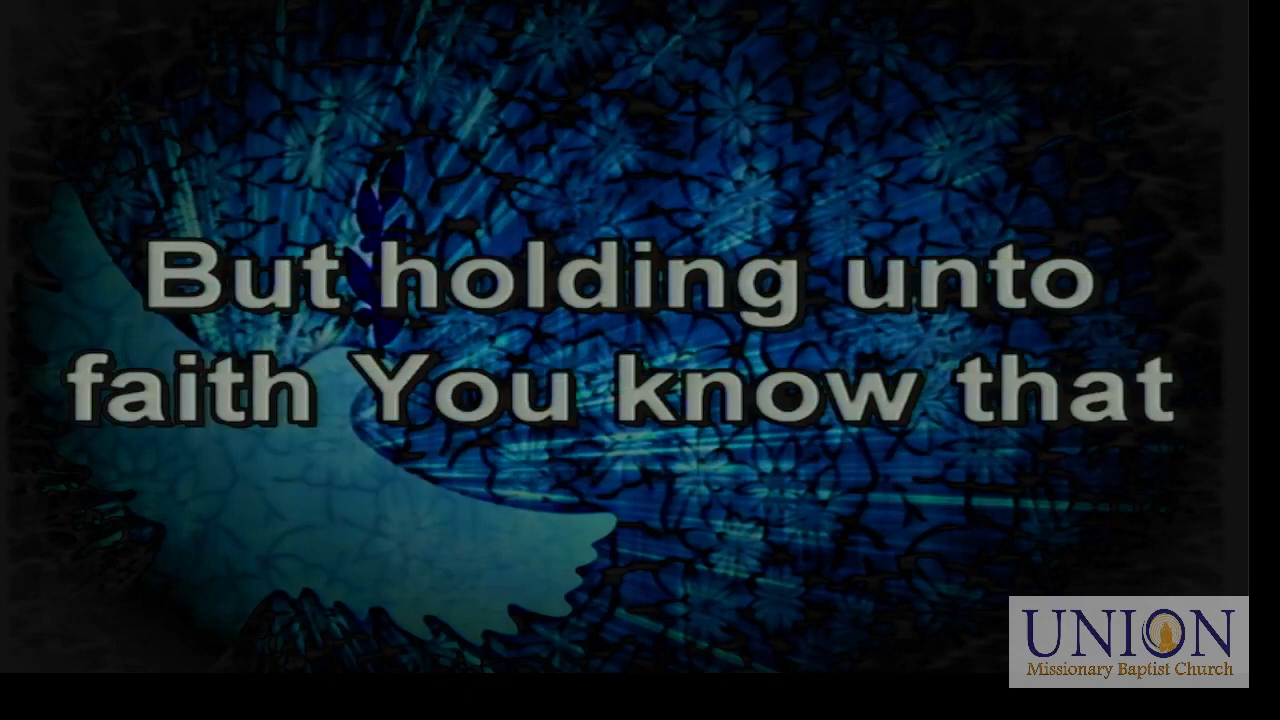 But holding unto
faith You know that
UNION
Missionary Baptist Church